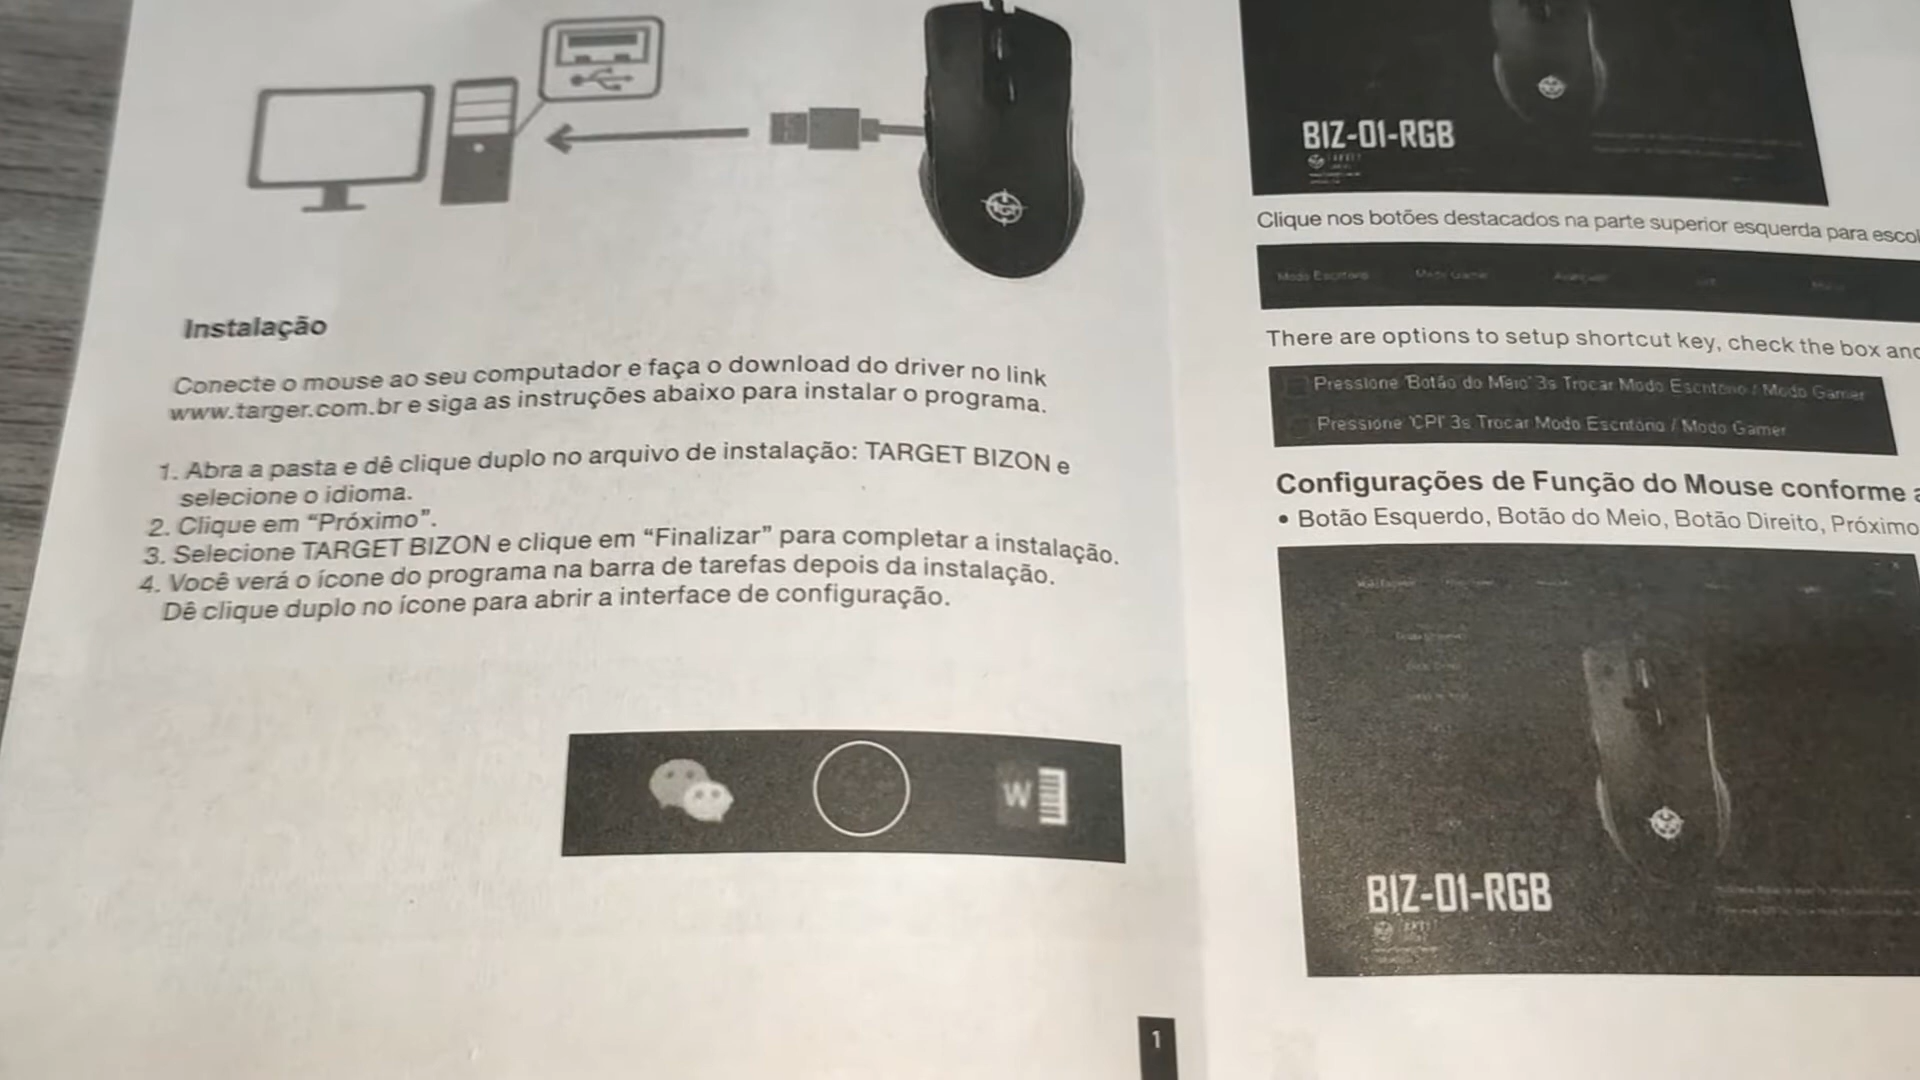 Instalação
Conecte o mouse ao seu computador e faça o download do driver no link
www.targer.com.br e siga as instruções abaixo para instalar o programa.
1. Abra a pasta e dê clique duplo no arquivo de instalação: TARGET BIZON e
selecione o idioma.
2. Clique em “Próximo”.
3. Selecione TARGET BIZON e clique em “Finalizar” para completar a instalação.
4. Você verá o ícone do programa na barra de tarefas depois da instalação.
Dê clique duplo no ícone para abrir a interface de configuração.
W
1
BIZ-01-RGB
Clique nos botões destacados na parte superior esquerda para escol
Modo Escritório Modo Gamer
There are options to setup shortcut key, check the box and
Pressione 'Botão do Meio' 3s Trocar Modo Escritório / Modo Gamer
Pressione 'CPI' 3s Trocar Modo Escritório / Modo Gamer
Configurações de Função do Mouse conforme a
• Botão Esquerdo, Botão do Meio, Botão Direito, Próximo
BIZ-01-RGB